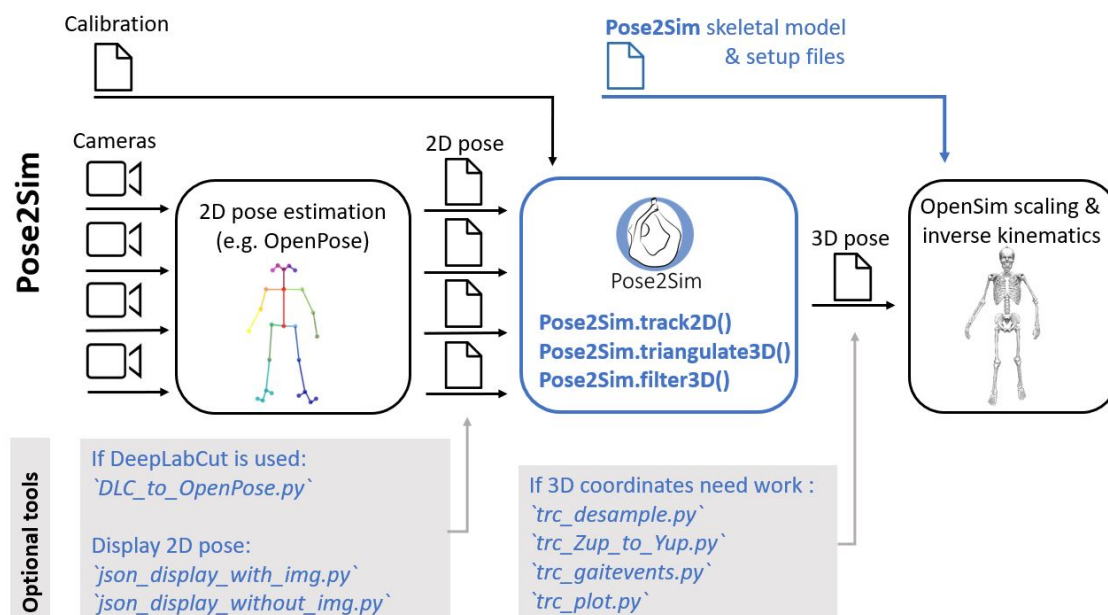 Calibration
Pose2Sim skeletal model
& setup files
Pose2Sim
Cameras
2D pose estimation
(e.g. OpenPose)
2D pose
Pose2Sim
Pose2Sim.track2D()
Pose2Sim.triangulate3D()
Pose2Sim.filter3D()
3D pose
OpenSim scaling &
inverse kinematics
Optional tools
If DeepLabCut is used:
`DLC_to_OpenPose.py`
Display 2D pose:
`json_display_with_img.py`
`json_display_without_img.py`
If 3D coordinates need work :
`trc_desample.py`
`trc_Zup_to_Yup.py`
`trc_gaitevents.py`
`trc_plot.py`